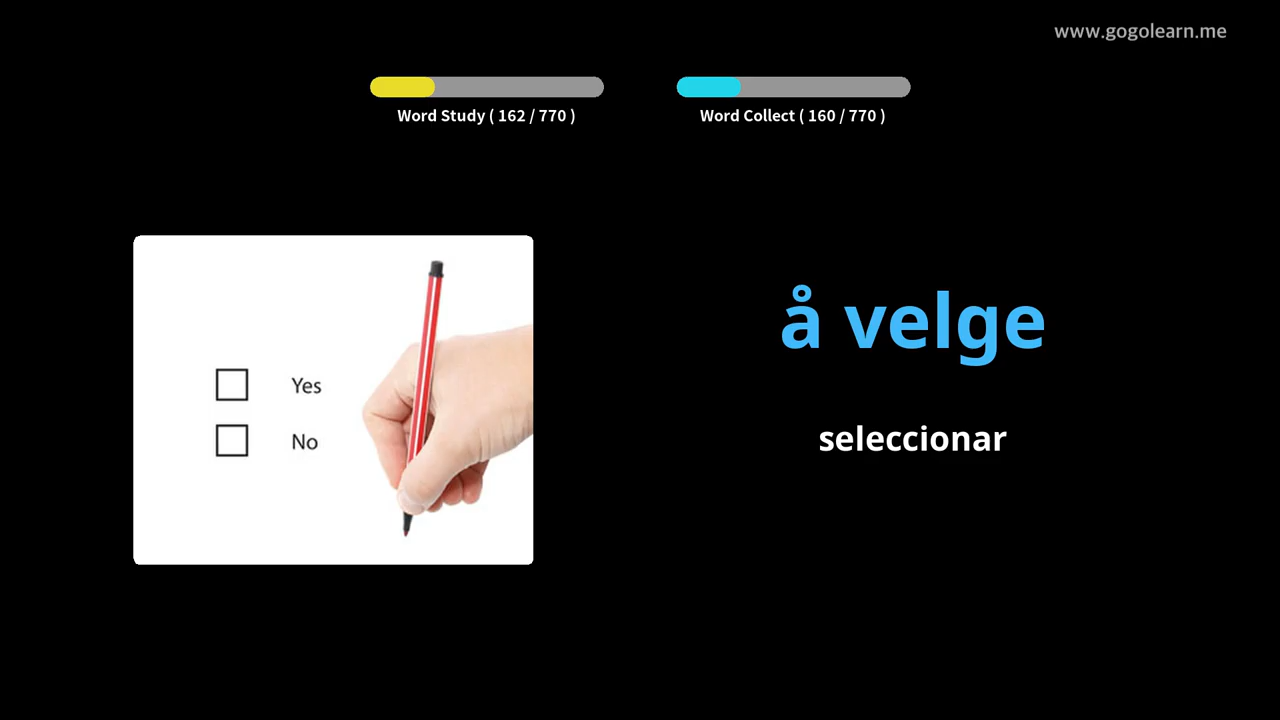 www.gogolearn.me
Word Study ( 162 / 770 )
Word Collect ( 160 / 770 )
Yes
No
å velge
seleccionar